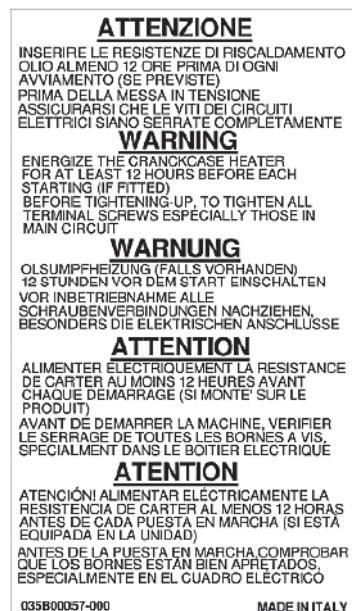 ATTENZIONE
INSERIRE LE RESISTENZE DI RISCALDAMENTO
OLIO ALMENO 12 ORE PRIMA DI OGNI
AVVIAMENTO (SE PREVISTE)
PRIMA DELLA MESSA IN TENSIONE
ASSICURARSI CHE LE VITI DEI CIRCUITI
ELETTRICI SIANO SERRATE COMPLETAMENTE
WARNING
ENERGIZE THE CRANCKCASE HEATER
FOR AT LEAST 12 HOURS BEFORE EACH
STARTING (IF FITTED)
BEFORE TIGHTENING-UP, TO TIGHTEN ALL
TERMINAL SCREWS ESPECIALLY THOSE IN
MAIN CIRCUIT
WARNUNG
OLSUMPFHEIZUNG (FALLS VORHANDEN)
12 STUNDEN VOR DEM START EINSCHALTEN
VOR INBETRIEBNAHME ALLE
SCHRAUBENVERBINDUNGEN NACHZIEHEN,
BESONDERS DIE ELEKTRISCHEN ANSCHLUSSE
ATTENTION
ALIMENTER ÉLECTRIQUEMENT LA RESISTANCE
DE CARTER AU MOINS 12 HEURES AVANT
CHAQUE DEMARRAGE (SI MONTE' SUR LE
PRODUIT)
AVANT DE DEMARRER LA MACHINE, VERIFIER
LE SERRAGE DE TOUTES LES BORNES A VIS,
SPECIALMENT DANS LE BOITIER ELECTRIQUE
ATENTION
ATENCIÓN! ALIMENTAR ELÉCTRICAMENTE LA
RESISTENCIA DE CARTER AL MENOS 12 HORAS
ANTES DE CADA PUESTA EN MARCHA (SI ESTÁ
EQUIPADA EN LA UNIDAD)
ANTES DE LA PUESTA EN MARCHA,COMPROBAR
QUE LOS BORNES ESTÁN BIEN APRETADOS,
ESPECIALMENTE EN EL CUADRO ELÉCTRICO
035B00057-000 MADE IN ITALY